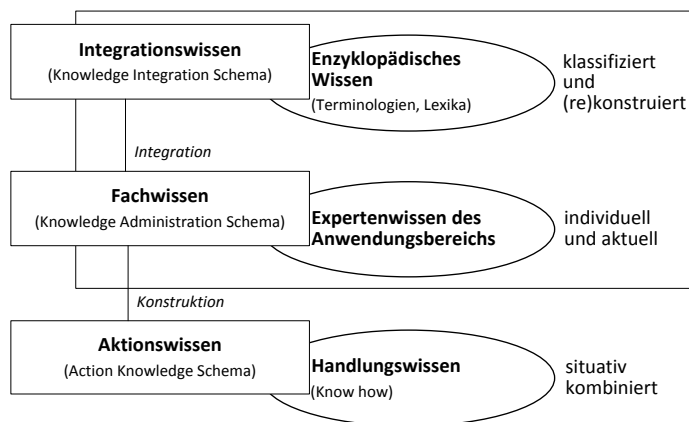 Integrationswissen
(Knowledge Integration Schema)
Enzyklopädisches
Wissen
(Terminologien, Lexika)
klassifiziert
und
(re)konstruiert
Integration
Fachwissen
(Knowledge Administration Schema)
Expertenwissen des
Anwendungsbereichs
individuell
und aktuell
Konstruktion
Aktionswissen
(Action Knowledge Schema)
Handlungswissen
(Know how)
situativ
kombiniert